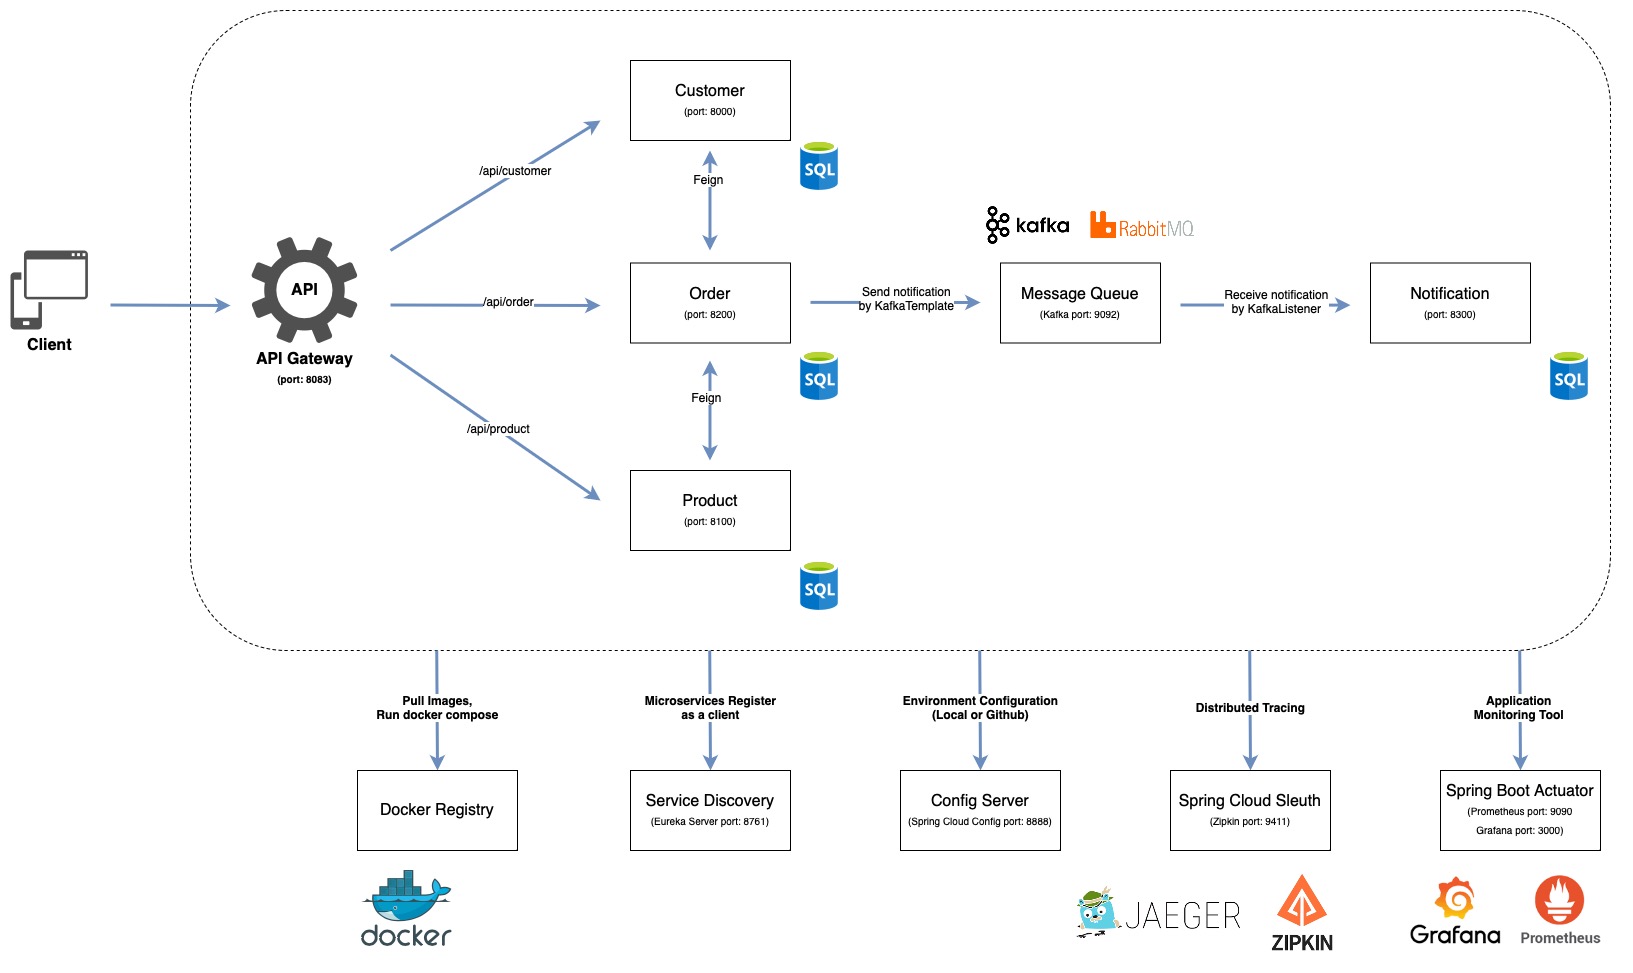 Customer
(port: 8000)
SQL
/api/customer
Feign
kafka
RabbitMQ
API
Client
API Gateway
(port: 8083)
/api/order
Order
(port: 8200)
SQL
Send notification
by KafkaTemplate
Message Queue
(Kafka port: 9092)
Receive notification
by KafkaListener
Notification
(port: 8300)
SQL
Feign
/api/product
Product
(port: 8100)
SQL
Pull Images,
Run docker compose
Microservices Register
as a client
Environment Configuration
(Local or Github)
Distributed Tracing
Application
Monitoring Tool
Docker Registry
Service Discovery
(Eureka Server port: 8761)
Config Server
(Spring Cloud Config port: 8888)
Spring Cloud Sleuth
(Zipkin port: 9411)
Spring Boot Actuator
(Prometheus port: 9090
Grafana port: 3000)
docker
JAEGER
ZIPKIN
Grafana
Prometheus